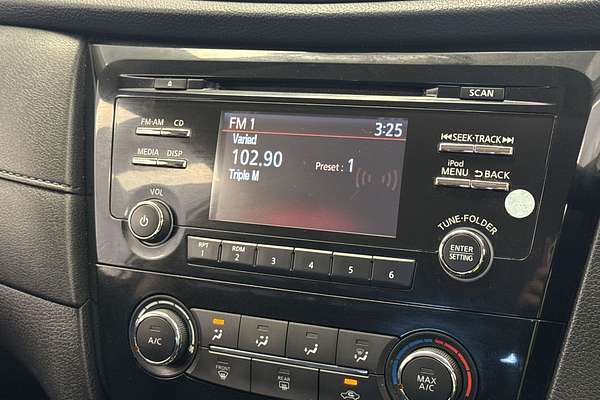 SCAN
FM·AM CD
MEDIA DISP
VOL
FM 1 3:25
Varied
102.90 Preset : 1
Triple M
SEEK·TRACK
iPod
MENU BACK
TUNE·FOLDER
ENTER
SETTING
RPT
1
RDM
2
3
4
5
6
A/C
FRONT
REAR
MAX
A/C